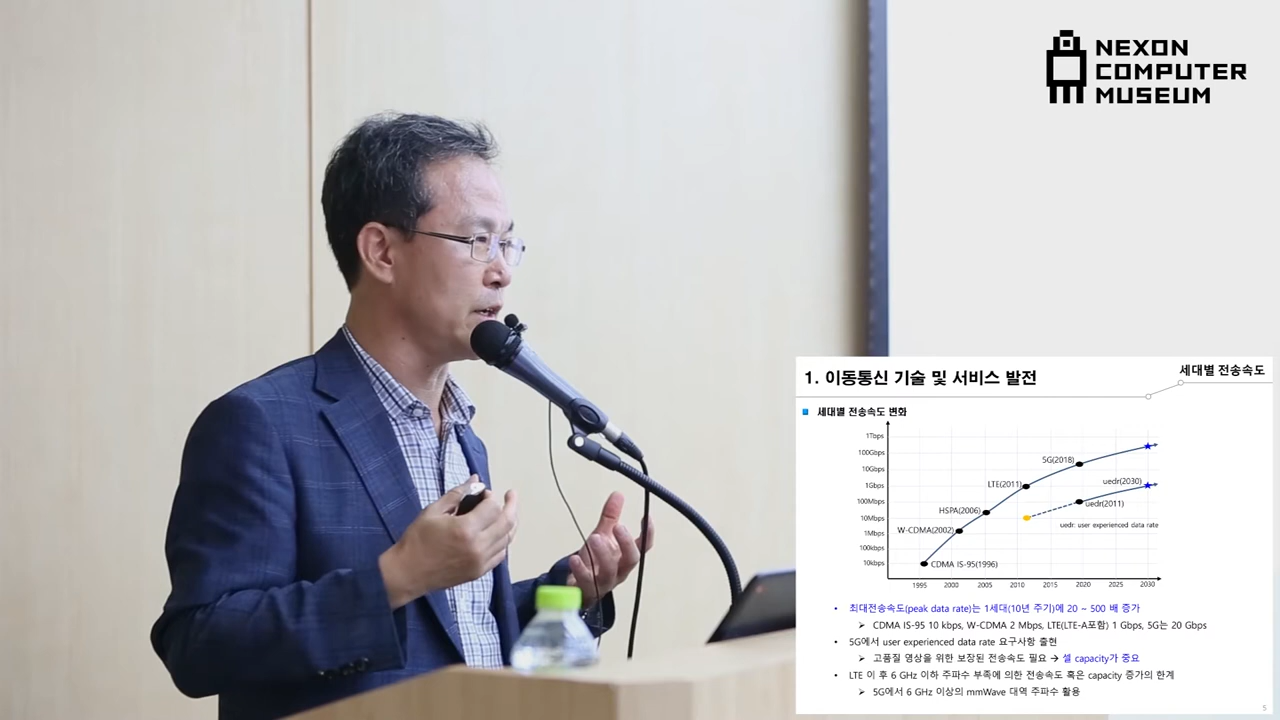 NEXON
COMPUTER
MUSEUM
1. 이동통신 기술 및 서비스 발전
세대별 전송속도
세대별 전송속도 변화
1Tbps
100Gbps
10Gbps
1Gbps
100Mbps
10Mbps
1Mbps
100kbps
10kbps
5G(2018)
LTE(2011)
uedr(2030)
uedr(2011)
HSPA(2006)
uedr: user experienced data rate
W-CDMA(2002)
CDMA IS-95(1996)
1995 2000 2005 2010 2015 2020 2025 2030
• 최대전송속도(peak data rate)는 1세대(10년 주기)에 20 ~ 500 배 증가
➢ CDMA IS-95 10 kbps, W-CDMA 2 Mbps, LTE(LTE-A포함) 1 Gbps, 5G는 20 Gbps
• 5G에서 user experienced data rate 요구사항 출현
➢ 고품질 영상을 위한 보장된 전송속도 필요 → 셀 capacity가 중요
• LTE 이 후 6 GHz 이하 주파수 부족에 의한 전송속도 혹은 capacity 증가의 한계
➢ 5G에서 6 GHz 이상의 mmWave 대역 주파수 활용
5